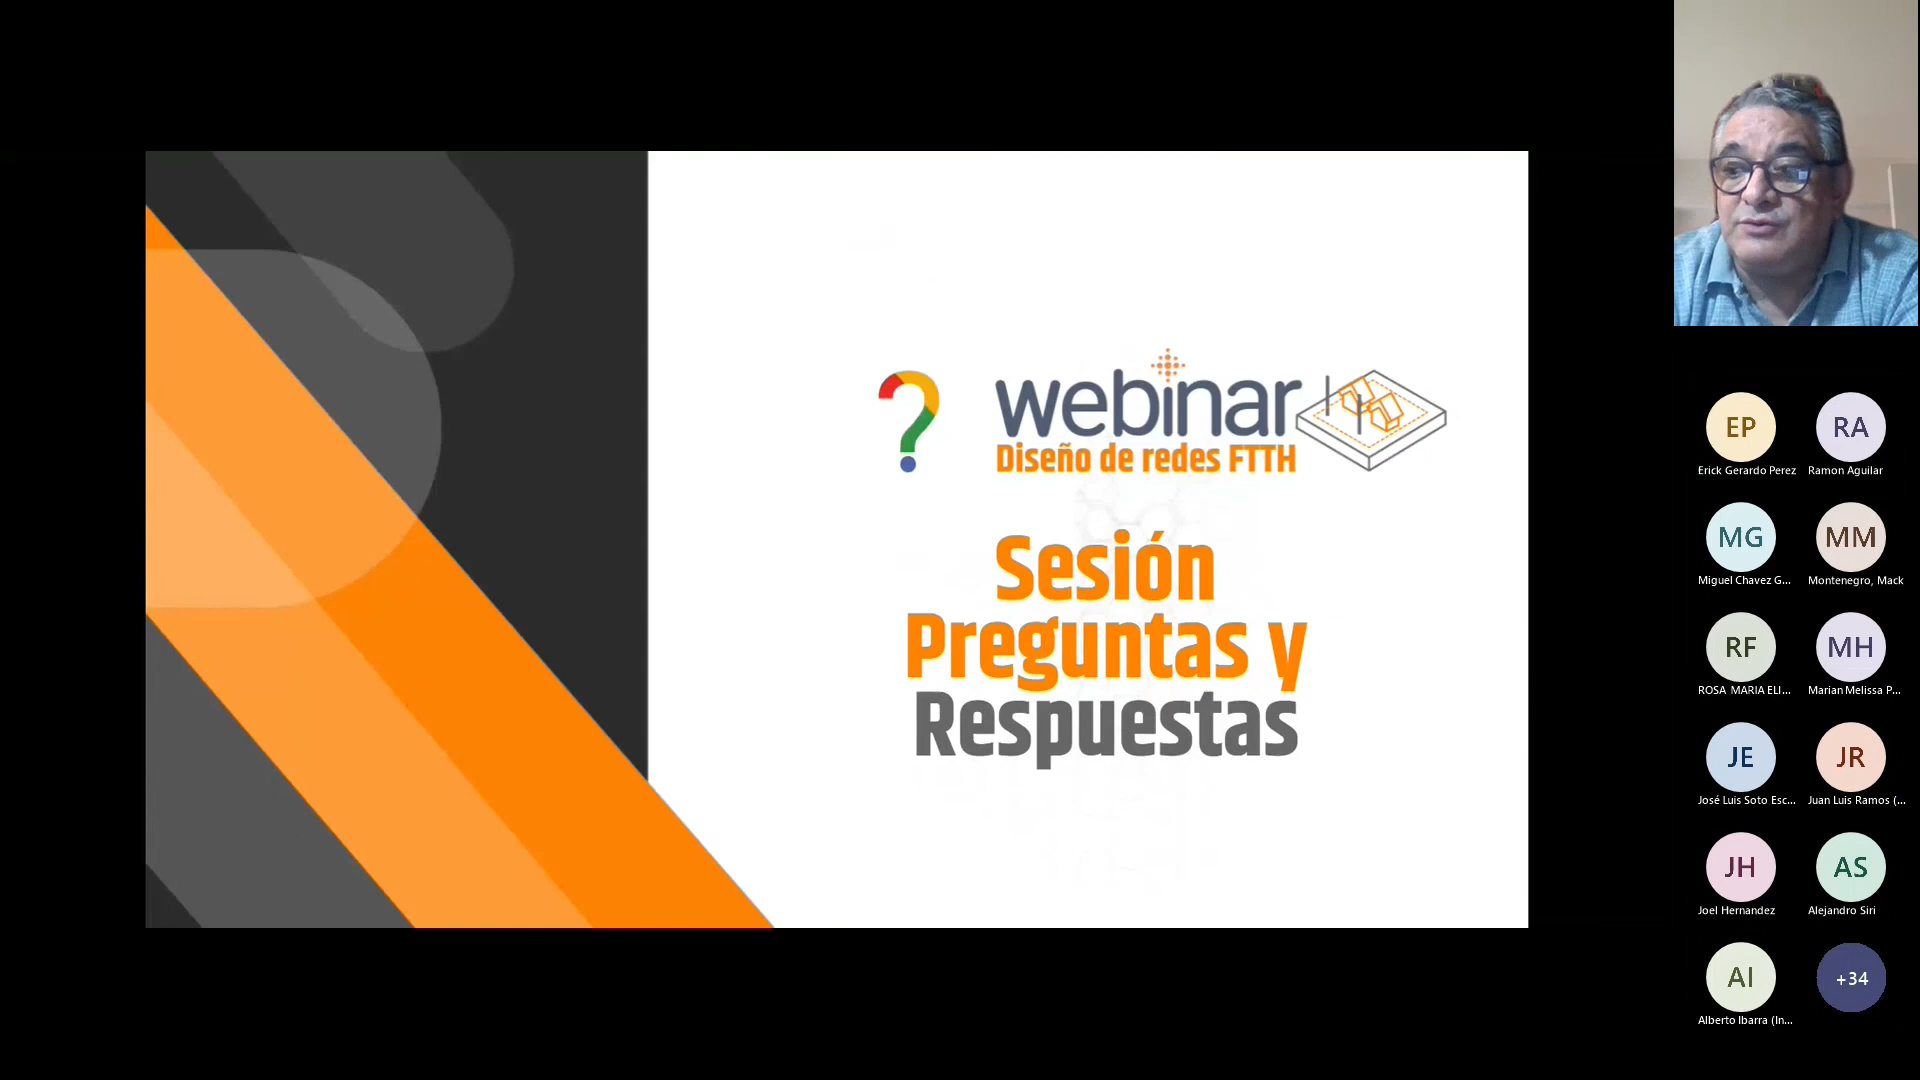 webinar
Diseño de redes FTTH
Sesión
Preguntas y
Respuestas
EP
RA
Erick Gerardo Perez
Ramon Aguilar
MG
MM
Miguel Chavez G...
Montenegro, Mack
RF
MH
ROSA MARIA ELI...
Marian Melissa P...
JE
JR
José Luis Soto Esc...
Juan Luis Ramos (...
JH
AS
Joel Hernandez
Alejandro Siri
AI
+34
Alberto Ibarra (In...